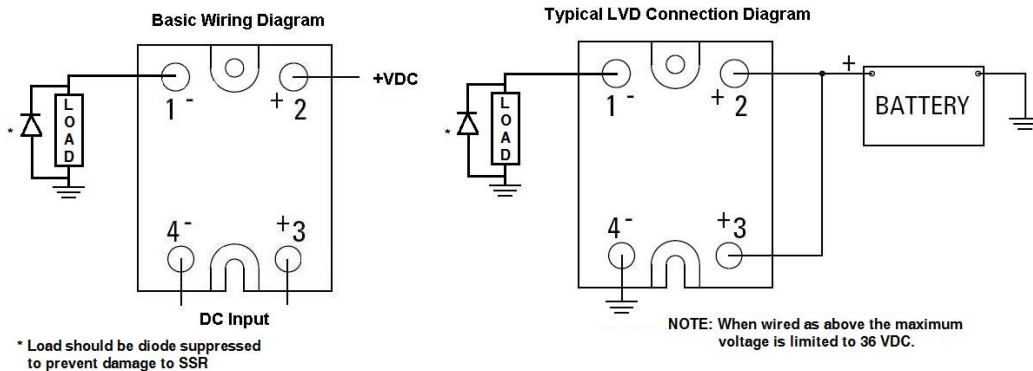 Basic Wiring Diagram
1 -
+ 2
+VDC
LOAD
*
4 -
+3
DC Input
* Load should be diode suppressed
to prevent damage to SSR
Typical LVD Connection Diagram
1 -
+ 2
+
BATTERY
LOAD
*
4 -
+3
NOTE: When wired as above the maximum
voltage is limited to 36 VDC.